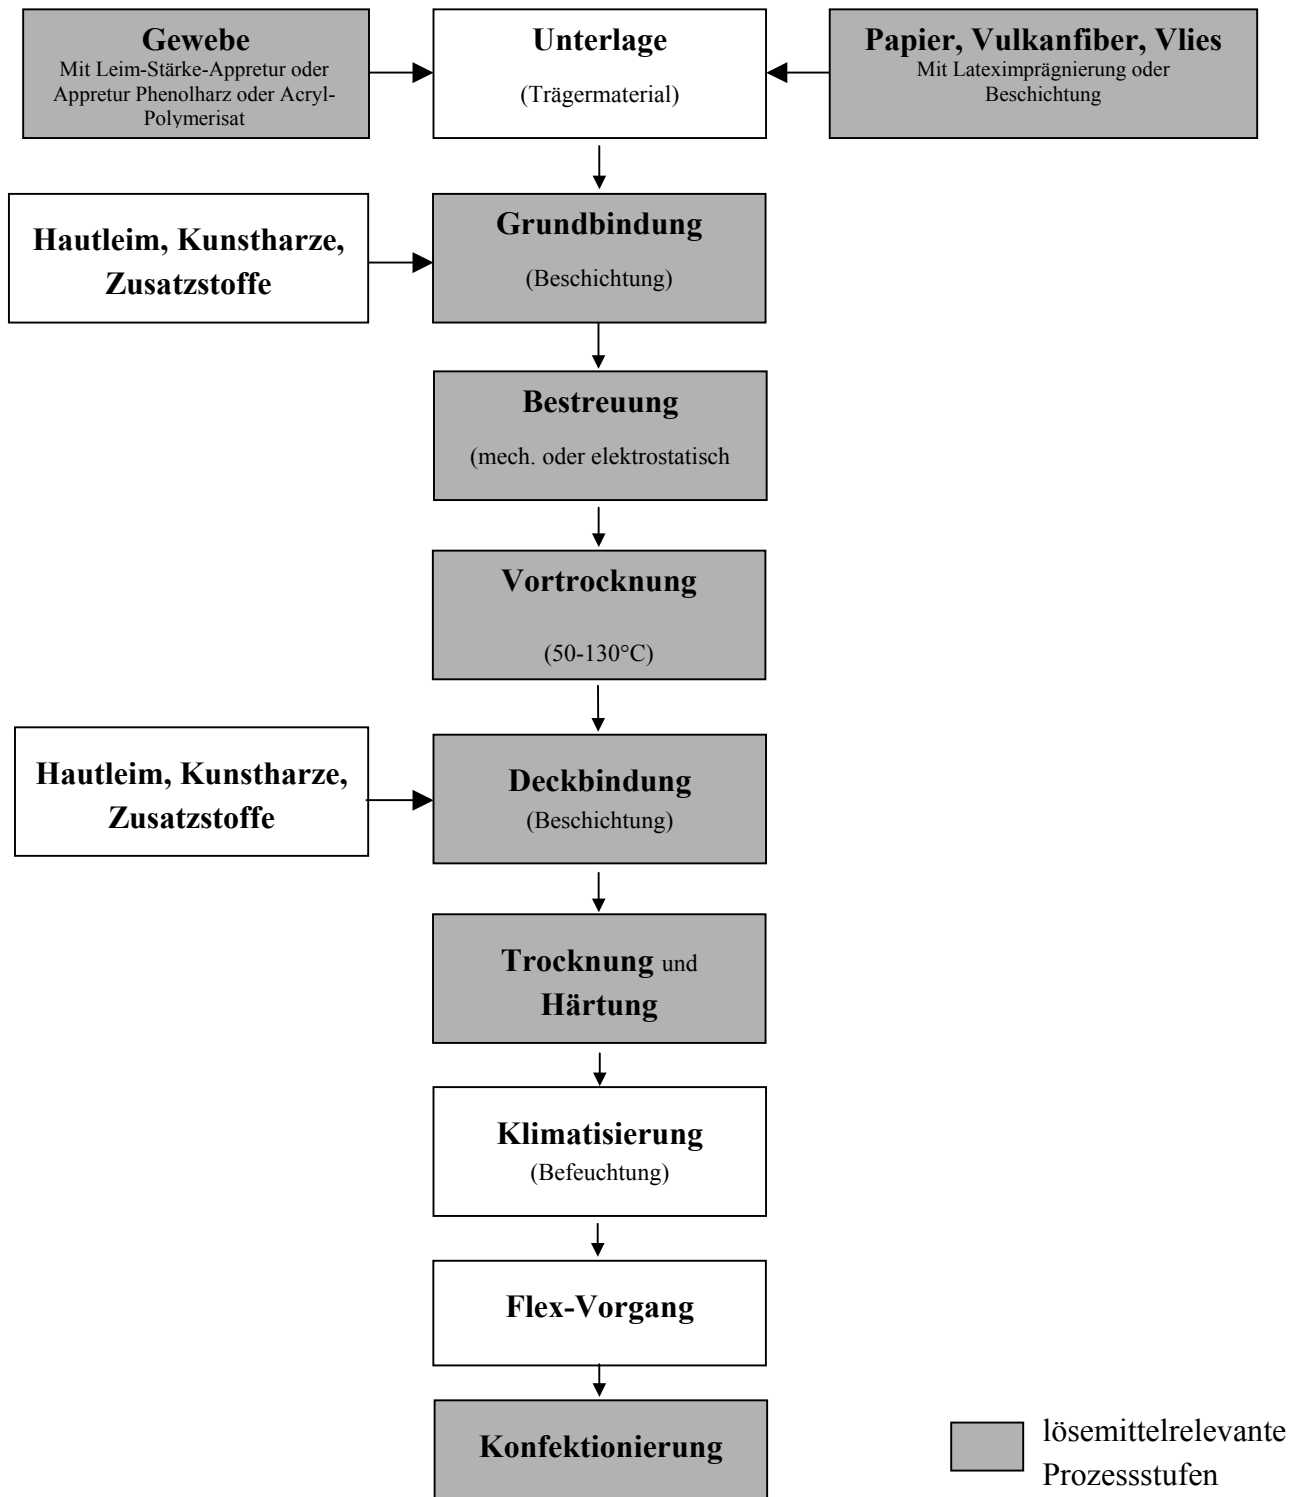 Gewebe
Mit Leim-Stärke-Appretur oder
Appretur Phenolharz oder Acryl-
Polymerisat
Unterlage
(Trägermaterial)
Papier, Vulkanfiber, Vlies
Mit Lateximprägnierung oder
Beschichtung
Hautleim, Kunstharze,
Zusatzstoffe
Grundbindung
(Beschichtung)
Bestreuung
(mech. oder elektrostatisch
Vortrocknung
(50-130°C)
Hautleim, Kunstharze,
Zusatzstoffe
Deckbindung
(Beschichtung)
Trocknung und
Härtung
Klimatisierung
(Befeuchtung)
Flex-Vorgang
Konfektionierung
lösemittelrelevante
Prozessstufen